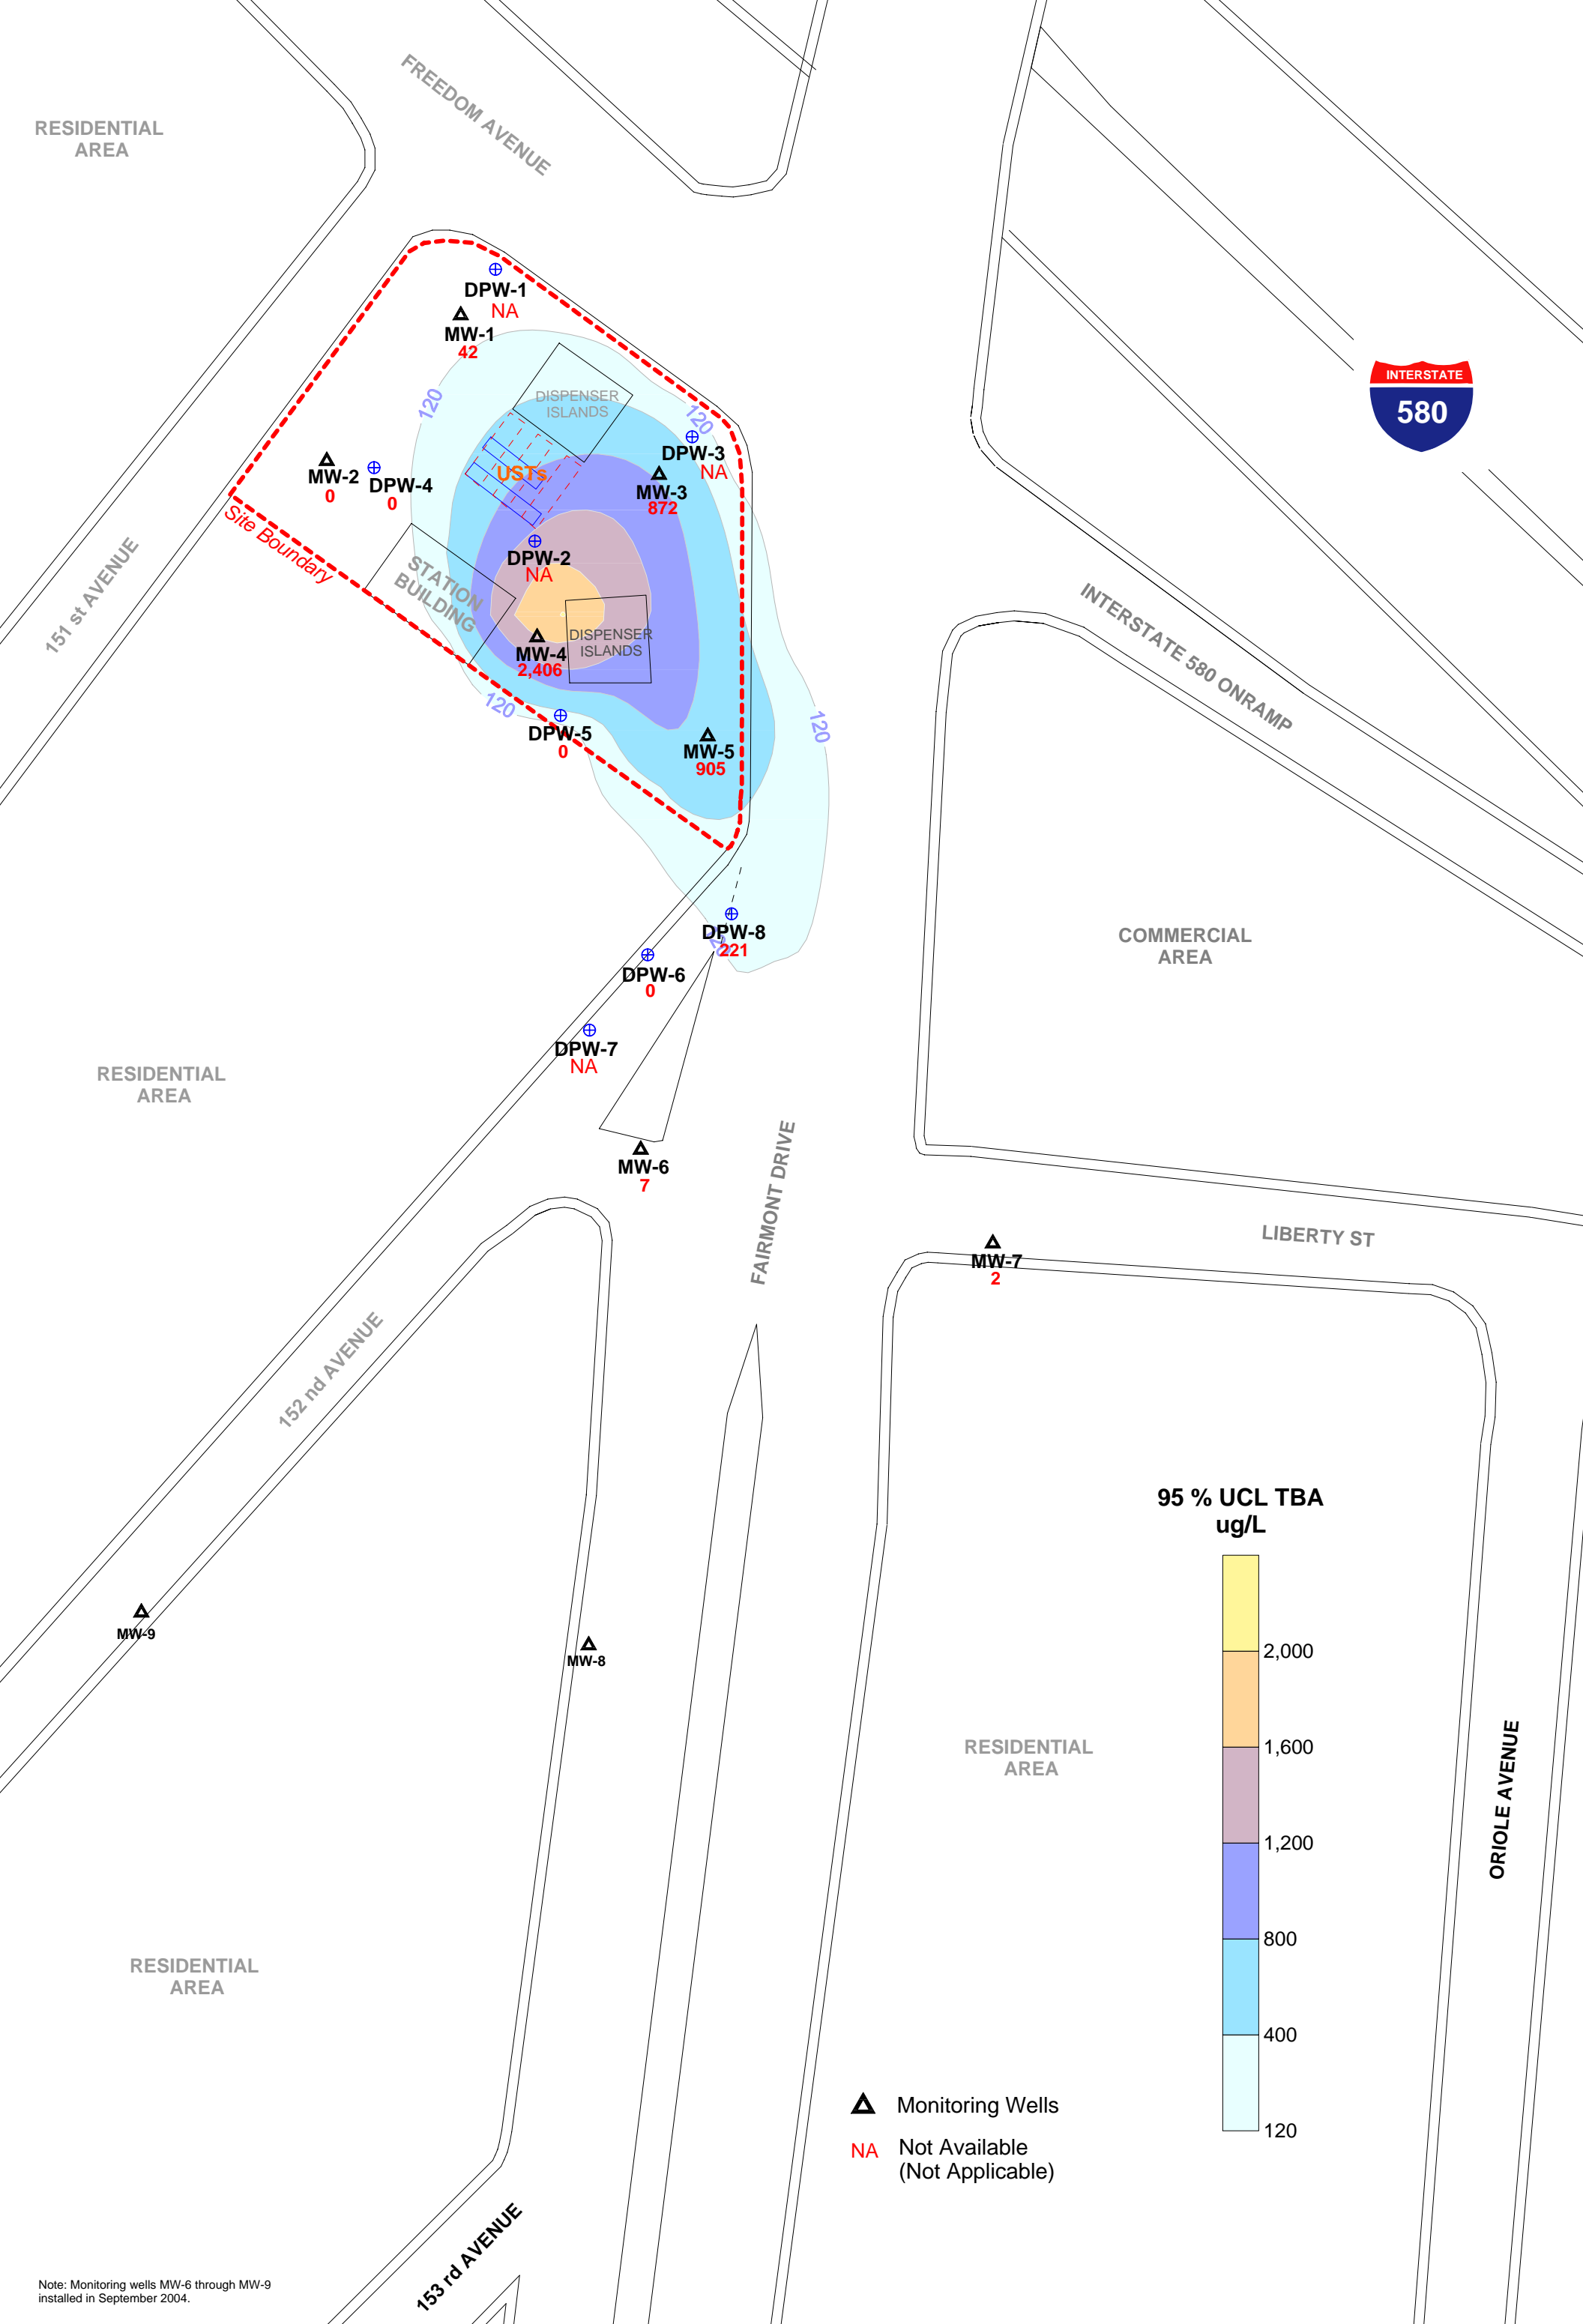 FREEDOM AVENUE
RESIDENTIAL
AREA
DPW-1
NA
MW-1
42
INTERSTATE
580
120
DISPENSER
ISLANDS
120
DPW-3
NA
USTs
MW-2
0
DPW-4
0
MW-3
872
Site Boundary
151 st AVENUE
DPW-2
NA
STATION
BUILDING
DISPENSER
ISLANDS
MW-4
2,406
INTERSTATE 580 ONRAMP
120
120
DPW-5
0
MW-5
905
DPW-8
120
221
COMMERCIAL
AREA
DPW-6
0
DPW-7
NA
RESIDENTIAL
AREA
MW-6
7
FAIRMONT DRIVE
LIBERTY ST
MW-7
2
152 nd AVENUE
95 % UCL TBA
ug/L
MW-9
MW-8
2,000
1,600
1,200
800
400
120
RESIDENTIAL
AREA
ORIOLE AVENUE
RESIDENTIAL
AREA
Monitoring Wells
NA Not Available
(Not Applicable)
153 rd AVENUE
Note: Monitoring wells MW-6 through MW-9
installed in September 2004.